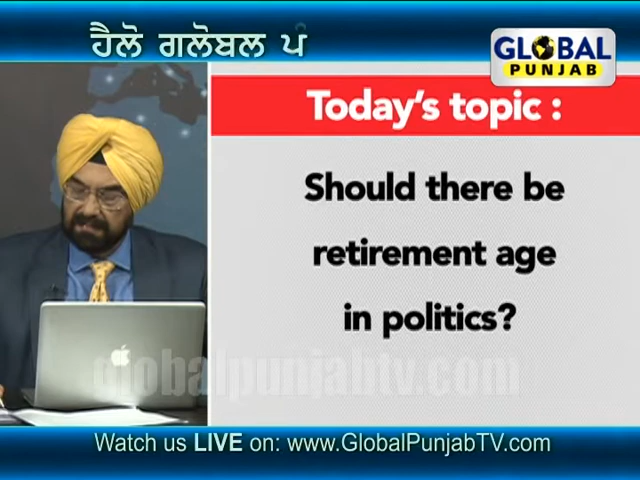 ਹੈਲੋ ਗਲੋਬਲ ਪੰ
GLOBAL
PUNJAB
Today's topic :
Should there be
retirement age
in politics?
globalpunjabtv.com
Watch us LIVE on: www.GlobalPunjabTV.com